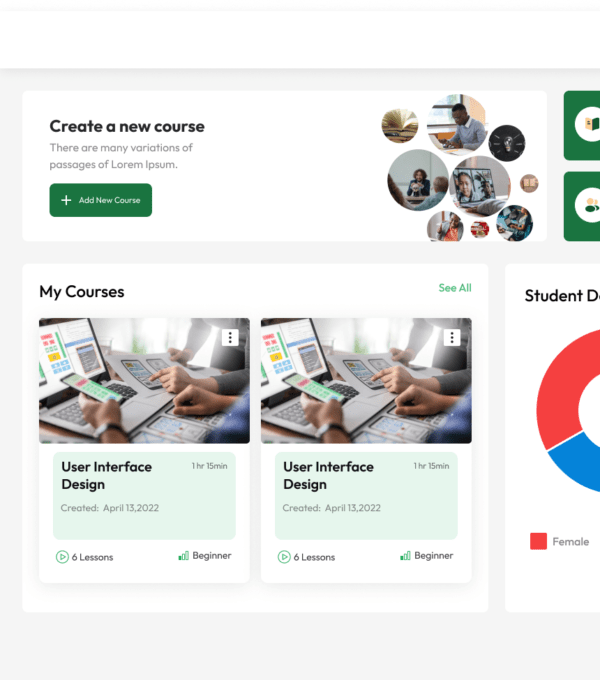 Create a new course
There are many variations of
passages of Lorem Ipsum.
Add New Course
My Courses
See All
User Interface
Design
1 hr 15min
Created: April 13,2022
6 Lessons
Beginner
User Interface
Design
1 hr 15min
Created: April 13,2022
6 Lessons
Beginner
Student D
Female